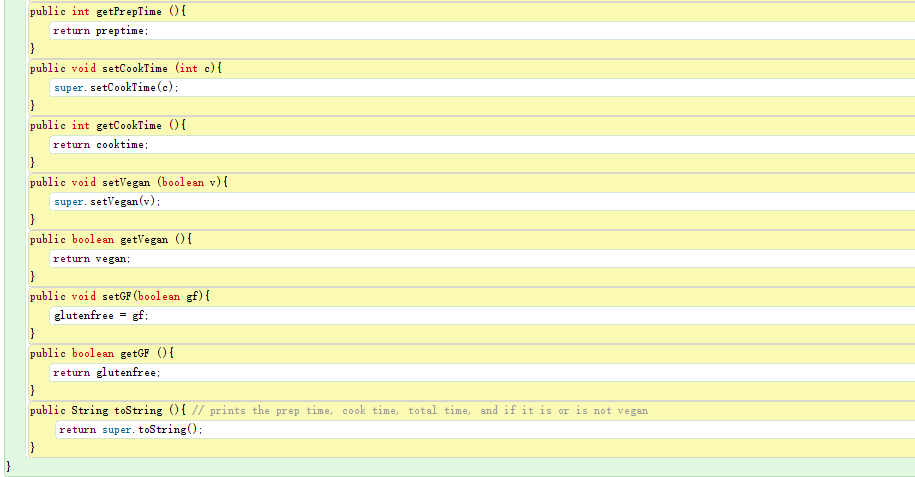 public int getPrepTime (){
return preptime;
}
public void setCookTime (int c){
super.setCookTime(c);
}
public int getCookTime (){
return cooktime;
}
public void setVegan (boolean v){
super.setVegan(v);
}
public boolean getVegan (){
return vegan;
}
public void setGF(boolean gf){
glutenfree = gf;
}
public boolean getGF (){
return glutenfree;
}
public String toString (){ // prints the prep time, cook time, total time, and if it is or is not vegan
return super.toString();
}
}